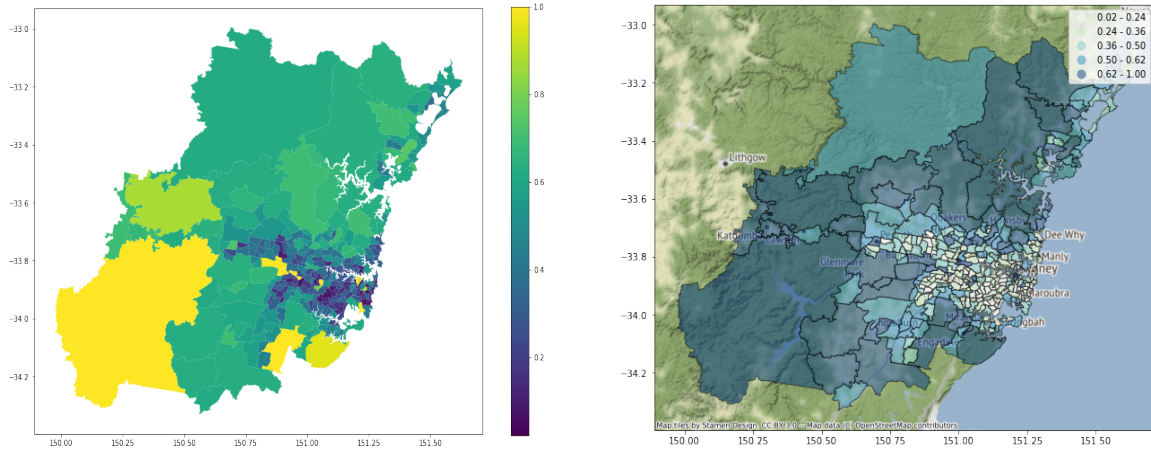 −33.0
−33.2
−33.4
−33.6
−33.8
−34.0
−34.2
150.00
150.25
150.50
150.75
151.00
151.25
151.50
1.0
0.8
0.6
0.4
0.2
−33.0
−33.2
−33.4
−33.6
−33.8
−34.0
−34.2
150.00
150.25
150.50
150.75
151.00
151.25
151.50
0.02 - 0.24
0.24 - 0.36
0.36 - 0.50
0.50 - 0.62
0.62 - 1.00
Lithgow
Quakers
Dee Why
Manly
Glenmore
Engadine
Map tiles by Stamen Design, CC BY 3.0 -- Map data (C) OpenStreetMap contributors